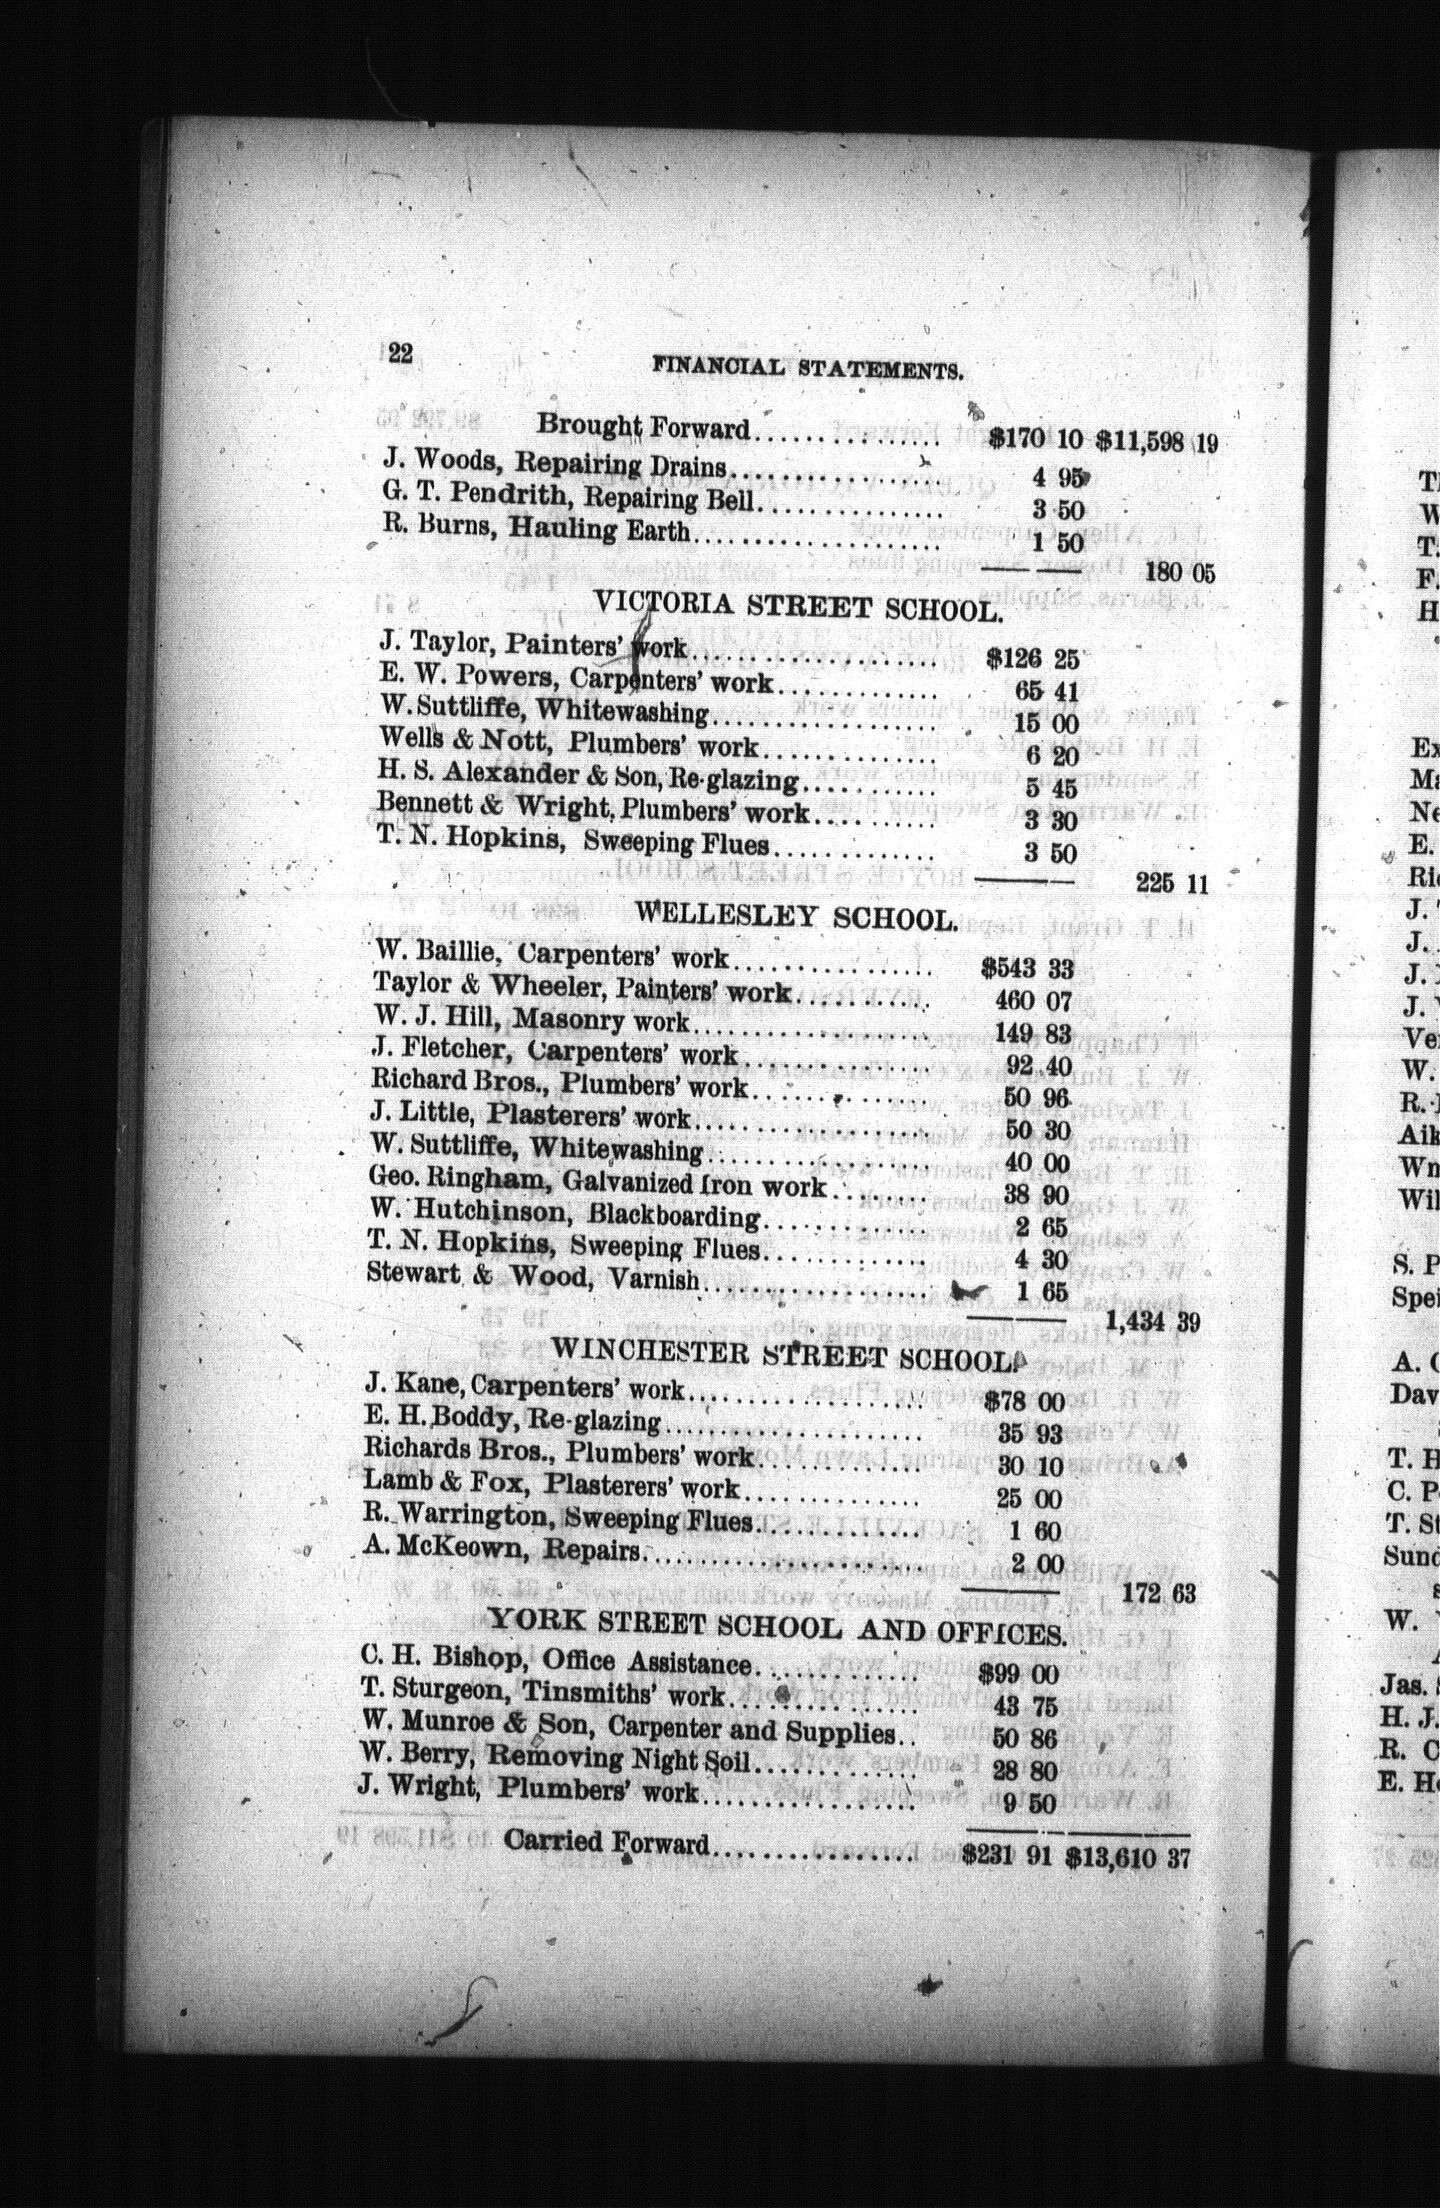 22
FINANCIAL STATEMENTS.
Brought Forward.............. $170 10 $11,598 19
J. Woods, Repairing Drains................. 4 95
G. T. Pendrith, Repairing Bell............... 3 50
R. Burns, Hauling Earth.................... 1 50
180 05
VICTORIA STREET SCHOOL.
J. Taylor, Painters' work.................... $126 25
E. W. Powers, Carpenters' work............. 65 41
W. Suttliffe, Whitewashing.................. 15 00
Wells & Nott, Plumbers' work.............. 6 20
H. S. Alexander & Son, Re-glazing........... 5 45
Bennett & Wright, Plumbers' work.......... 3 30
T. N. Hopkins, Sweeping Flues............. 3 50
225 11
WELLESLEY SCHOOL.
W. Baillie, Carpenters' work................ $543 33
Taylor & Wheeler, Painters' work........... 460 07
W. J. Hill, Masonry work................... 149 83
J. Fletcher, Carpenters' work............... 92 40
Richard Bros., Plumbers' work.............. 50 96
J. Little, Plasterers' work................... 50 30
W. Suttliffe, Whitewashing.................. 40 00
Geo. Ringham, Galvanized Iron work........ 38 90
W. Hutchinson, Blackboarding............. 2 65
T. N. Hopkins, Sweeping Flues............. 4 30
Stewart & Wood, Varnish.................. 1 65
1,434 39
WINCHESTER STREET SCHOOL.
J. Kane, Carpenters' work................... $78 00
E. H. Boddy, Re-glazing..................... 35 93
Richards Bros., Plumbers' work............. 30 10
Lamb & Fox, Plasterers' work.............. 25 00
R. Warrington, Sweeping Flues............. 1 60
A. McKeown, Repairs....................... 2 00
172 63
YORK STREET SCHOOL AND OFFICES.
C. H. Bishop, Office Assistance............. $99 00
T. Sturgeon, Tinsmiths' work............... 43 75
W. Munroe & Son, Carpenter and Supplies.. 50 86
W. Berry, Removing Night Soil............. 28 80
J. Wright, Plumbers' work................. 9 50
Carried Forward................ $231 91 $13,610 37